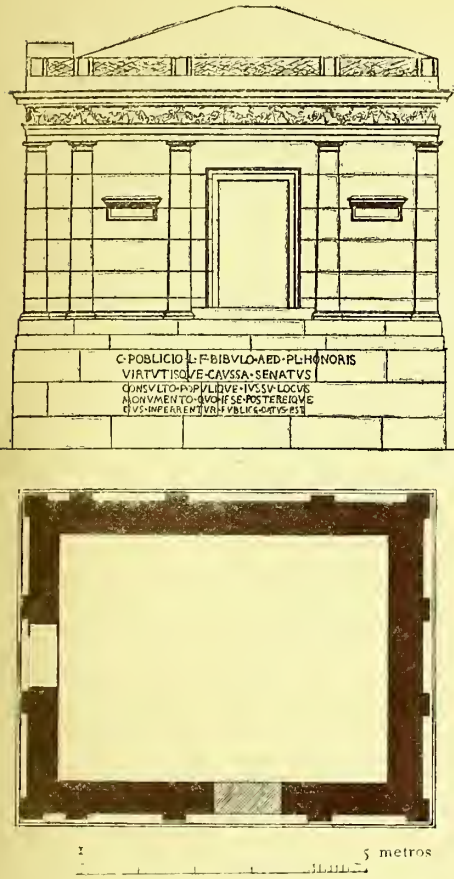 C·POBLICIO·L·F·BIBVLO·AED·PL·HONORIS
VIRTVTISQVE·CAVSSA·SENATVS
CONSVLTO·POPVLIQVE·IVSSV·LOCVS
MONVMENTO·QVO·IPSE·POSTEREIQVE
EIVS·INFERRENTVR·PVBLICE·DATVS·EST
I 5 metros